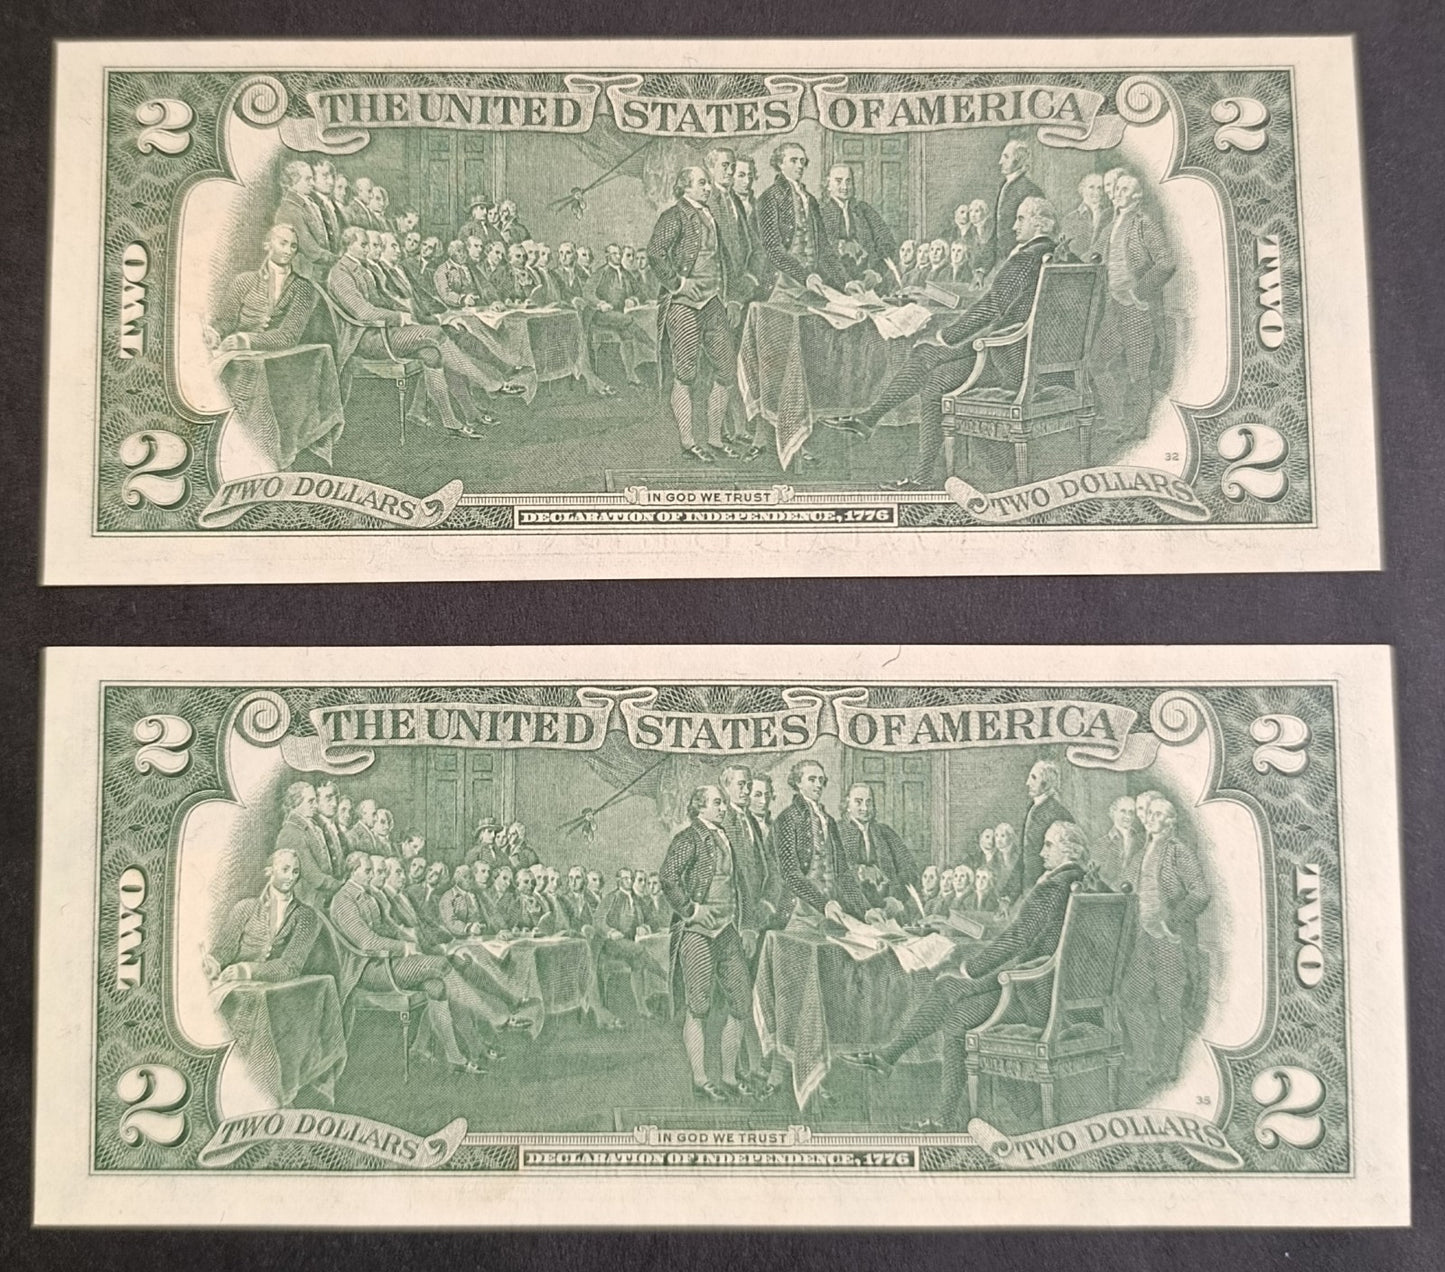 2 THE UNITED STATES OF AMERICA 2
TWO TWO
32
2 TWO DOLLARS IN GOD WE TRUST TWO DOLLARS 2
DECLARATION OF INDEPENDENCE, 1776
2 THE UNITED STATES OF AMERICA 2
TWO TWO
35
2 TWO DOLLARS IN GOD WE TRUST TWO DOLLARS 2
DECLARATION OF INDEPENDENCE, 1776